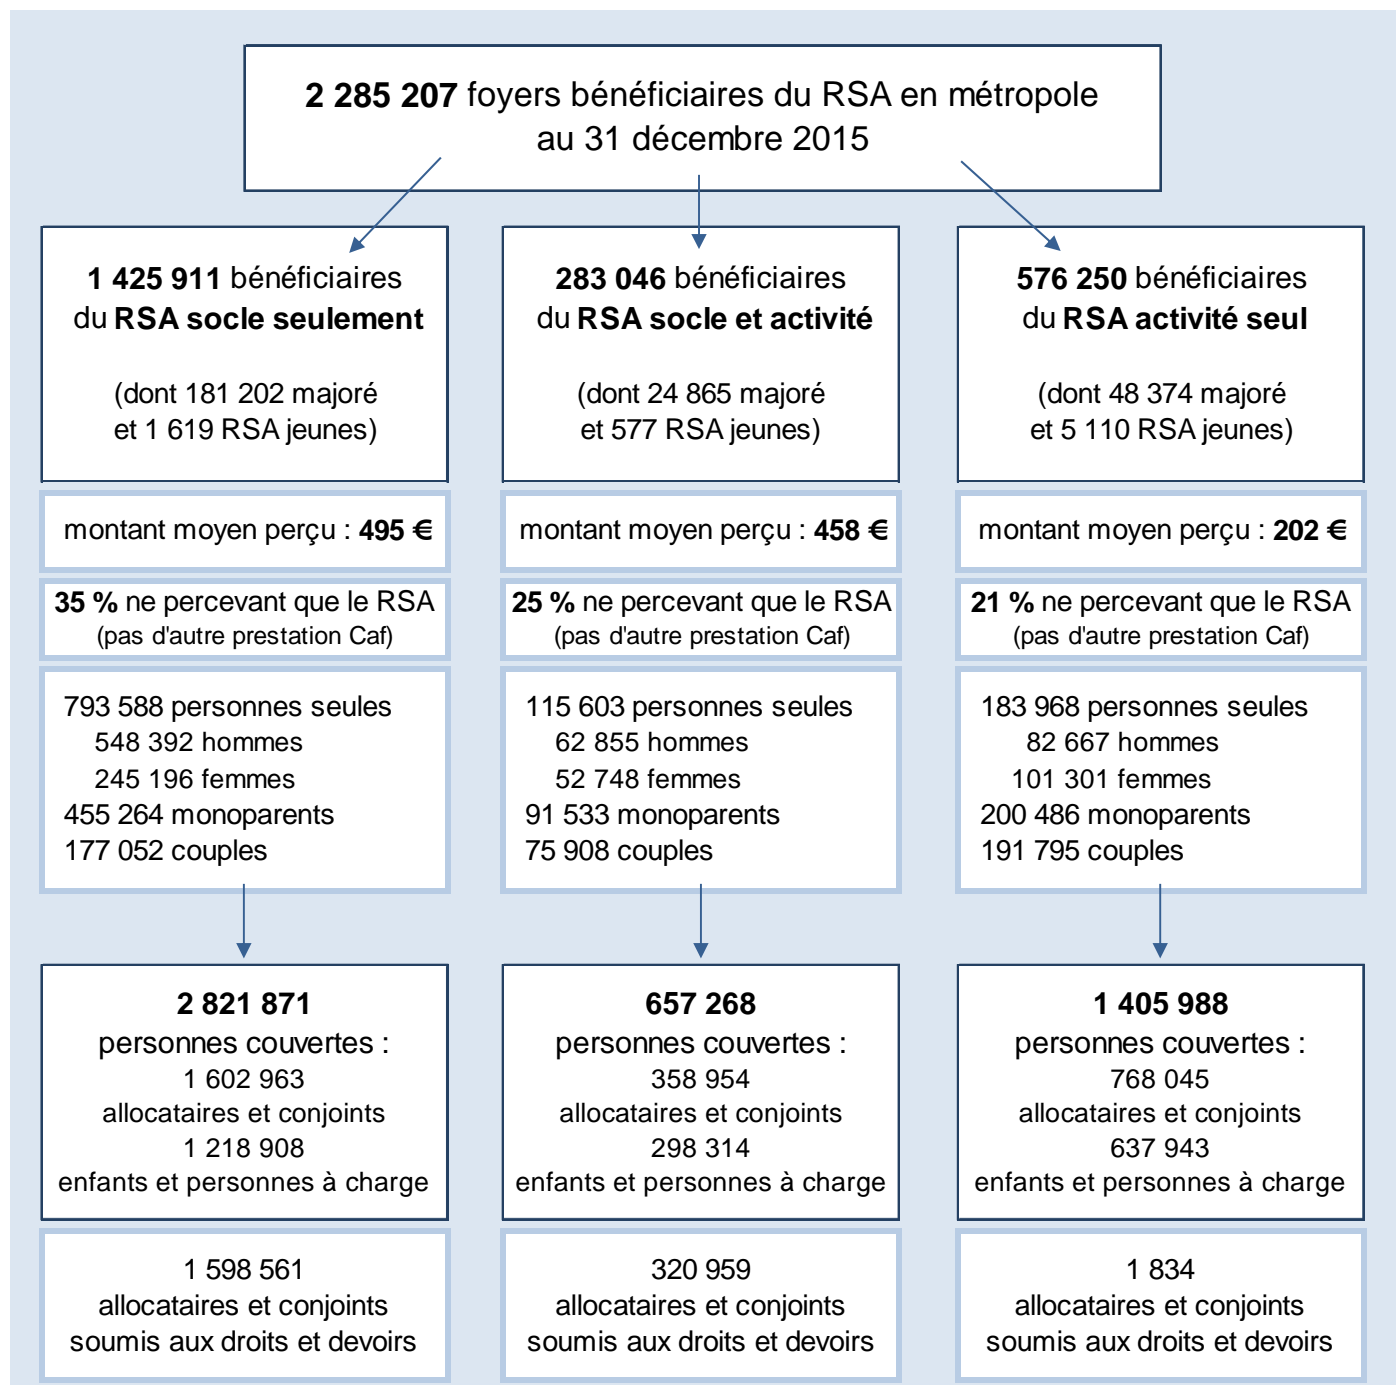 2 285 207 foyers bénéficiaires du RSA en métropole
au 31 décembre 2015
1 425 911 bénéficiaires
du RSA socle seulement
(dont 181 202 majoré
et 1 619 RSA jeunes)
montant moyen perçu : 495 €
35 % ne percevant que le RSA
(pas d'autre prestation Caf)
793 588 personnes seules
548 392 hommes
245 196 femmes
455 264 monoparents
177 052 couples
2 821 871
personnes couvertes :
1 602 963
allocataires et conjoints
1 218 908
enfants et personnes à charge
1 598 561
allocataires et conjoints
soumis aux droits et devoirs
283 046 bénéficiaires
du RSA socle et activité
(dont 24 865 majoré
et 577 RSA jeunes)
montant moyen perçu : 458 €
25 % ne percevant que le RSA
(pas d'autre prestation Caf)
115 603 personnes seules
62 855 hommes
52 748 femmes
91 533 monoparents
75 908 couples
657 268
personnes couvertes :
358 954
allocataires et conjoints
298 314
enfants et personnes à charge
320 959
allocataires et conjoints
soumis aux droits et devoirs
576 250 bénéficiaires
du RSA activité seul
(dont 48 374 majoré
et 5 110 RSA jeunes)
montant moyen perçu : 202 €
21 % ne percevant que le RSA
(pas d'autre prestation Caf)
183 968 personnes seules
82 667 hommes
101 301 femmes
200 486 monoparents
191 795 couples
1 405 988
personnes couvertes :
768 045
allocataires et conjoints
637 943
enfants et personnes à charge
1 834
allocataires et conjoints
soumis aux droits et devoirs